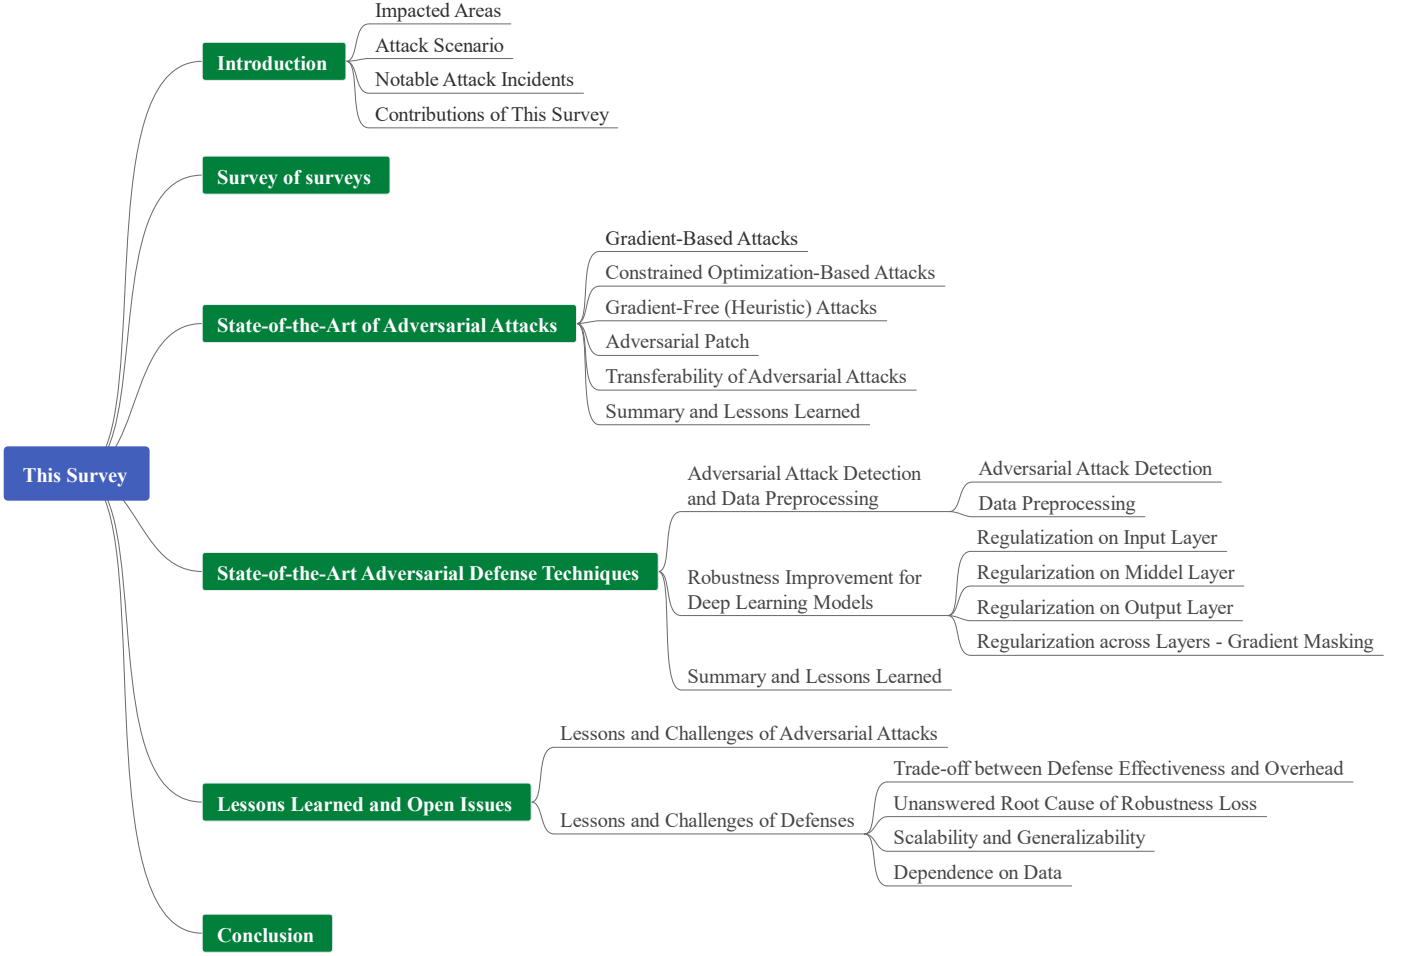 This Survey
Introduction
Impacted Areas
Attack Scenario
Notable Attack Incidents
Contributions of This Survey
Survey of surveys
State-of-the-Art of Adversarial Attacks
Gradient-Based Attacks
Constrained Optimization-Based Attacks
Gradient-Free (Heuristic) Attacks
Adversarial Patch
Transferability of Adversarial Attacks
Summary and Lessons Learned
State-of-the-Art Adversarial Defense Techniques
Adversarial Attack Detection
and Data Preprocessing
Adversarial Attack Detection
Data Preprocessing
Robustness Improvement for
Deep Learning Models
Regulatization on Input Layer
Regularization on Middel Layer
Regularization on Output Layer
Regularization across Layers - Gradient Masking
Summary and Lessons Learned
Lessons Learned and Open Issues
Lessons and Challenges of Adversarial Attacks
Lessons and Challenges of Defenses
Trade-off between Defense Effectiveness and Overhead
Unanswered Root Cause of Robustness Loss
Scalability and Generalizability
Dependence on Data
Conclusion